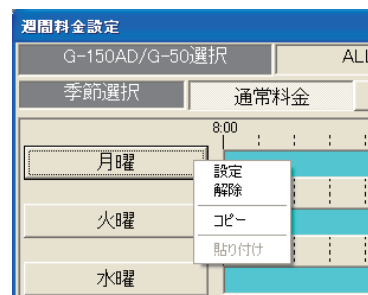 週間料金設定
G-150AD/G-50選択
ALL
季節選択
通常料金
8:00
月曜
設定
解除
コピー
貼り付け
火曜
水曜